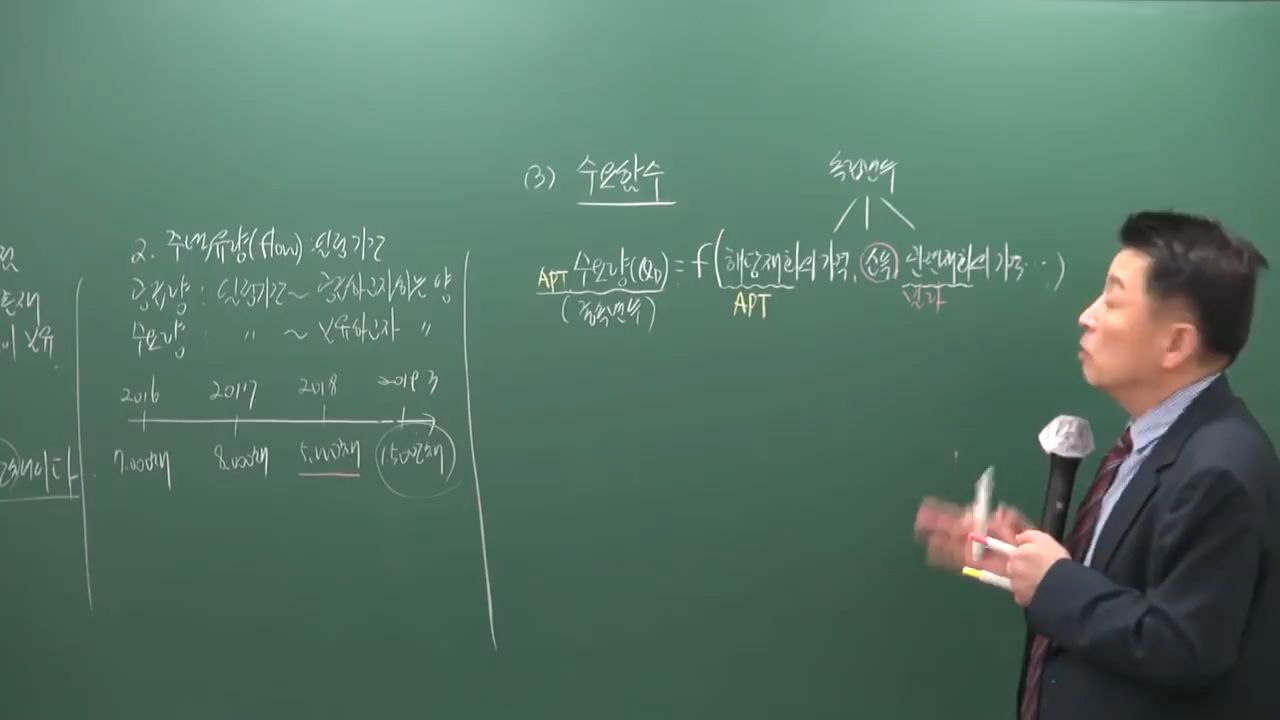 2. 주택유량(flow) : 일정기간
공급량 : 일정기간 ~ 공급하고자하는 양
수요량 : 〃 ~ 보유하고자 〃
2016 2017 2018 2019 3
7.000채 8.000채 5.000채 1.500채
(3) 수요함수
독립변수
APT 수요량(QD) = f(해당재화의 가격, 소득, 관련재화의 가격…)
(종속변수) APT 빌라